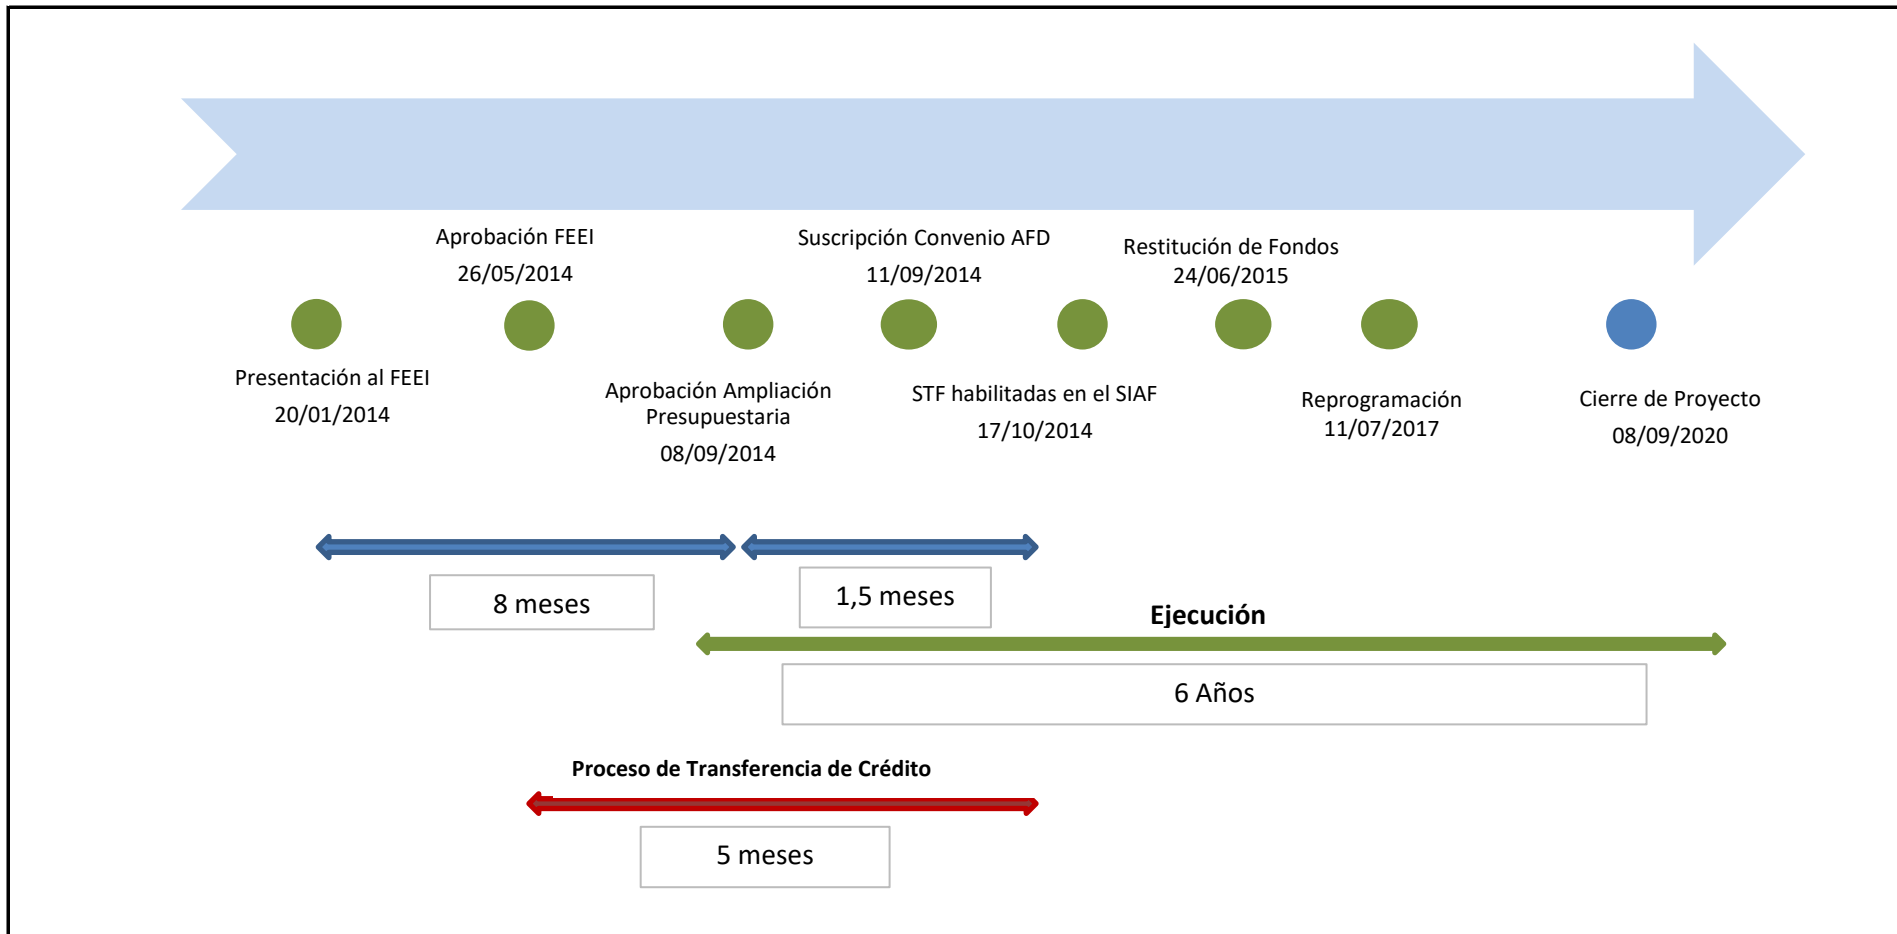 Aprobación FEEI
26/05/2014
Suscripción Convenio AFD
11/09/2014
Restitución de Fondos
24/06/2015
Presentación al FEEI
20/01/2014
Aprobación Ampliación
Presupuestaria
08/09/2014
STF habilitadas en el SIAF
17/10/2014
Reprogramación
11/07/2017
Cierre de Proyecto
08/09/2020
8 meses
1,5 meses
Ejecución
6 Años
Proceso de Transferencia de Crédito
5 meses